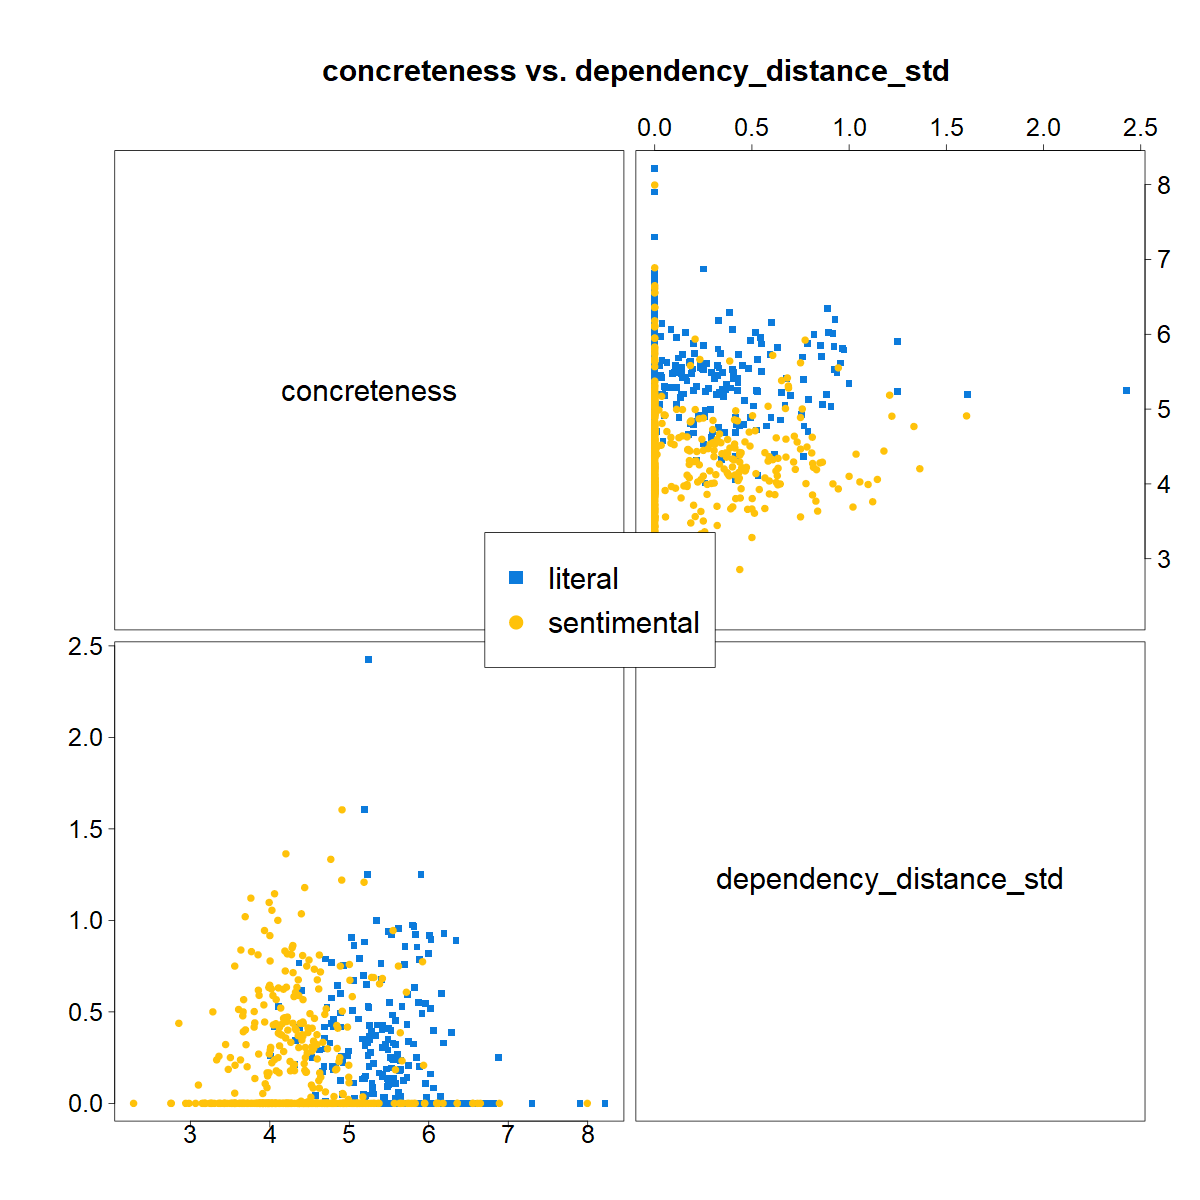 concreteness vs. dependency_distance_std
0.0 0.5 1.0 1.5 2.0 2.5
concreteness
8
7
6
5
4
3
literal
sentimental
2.5
2.0
1.5
1.0
0.5
0.0
dependency_distance_std
3 4 5 6 7 8